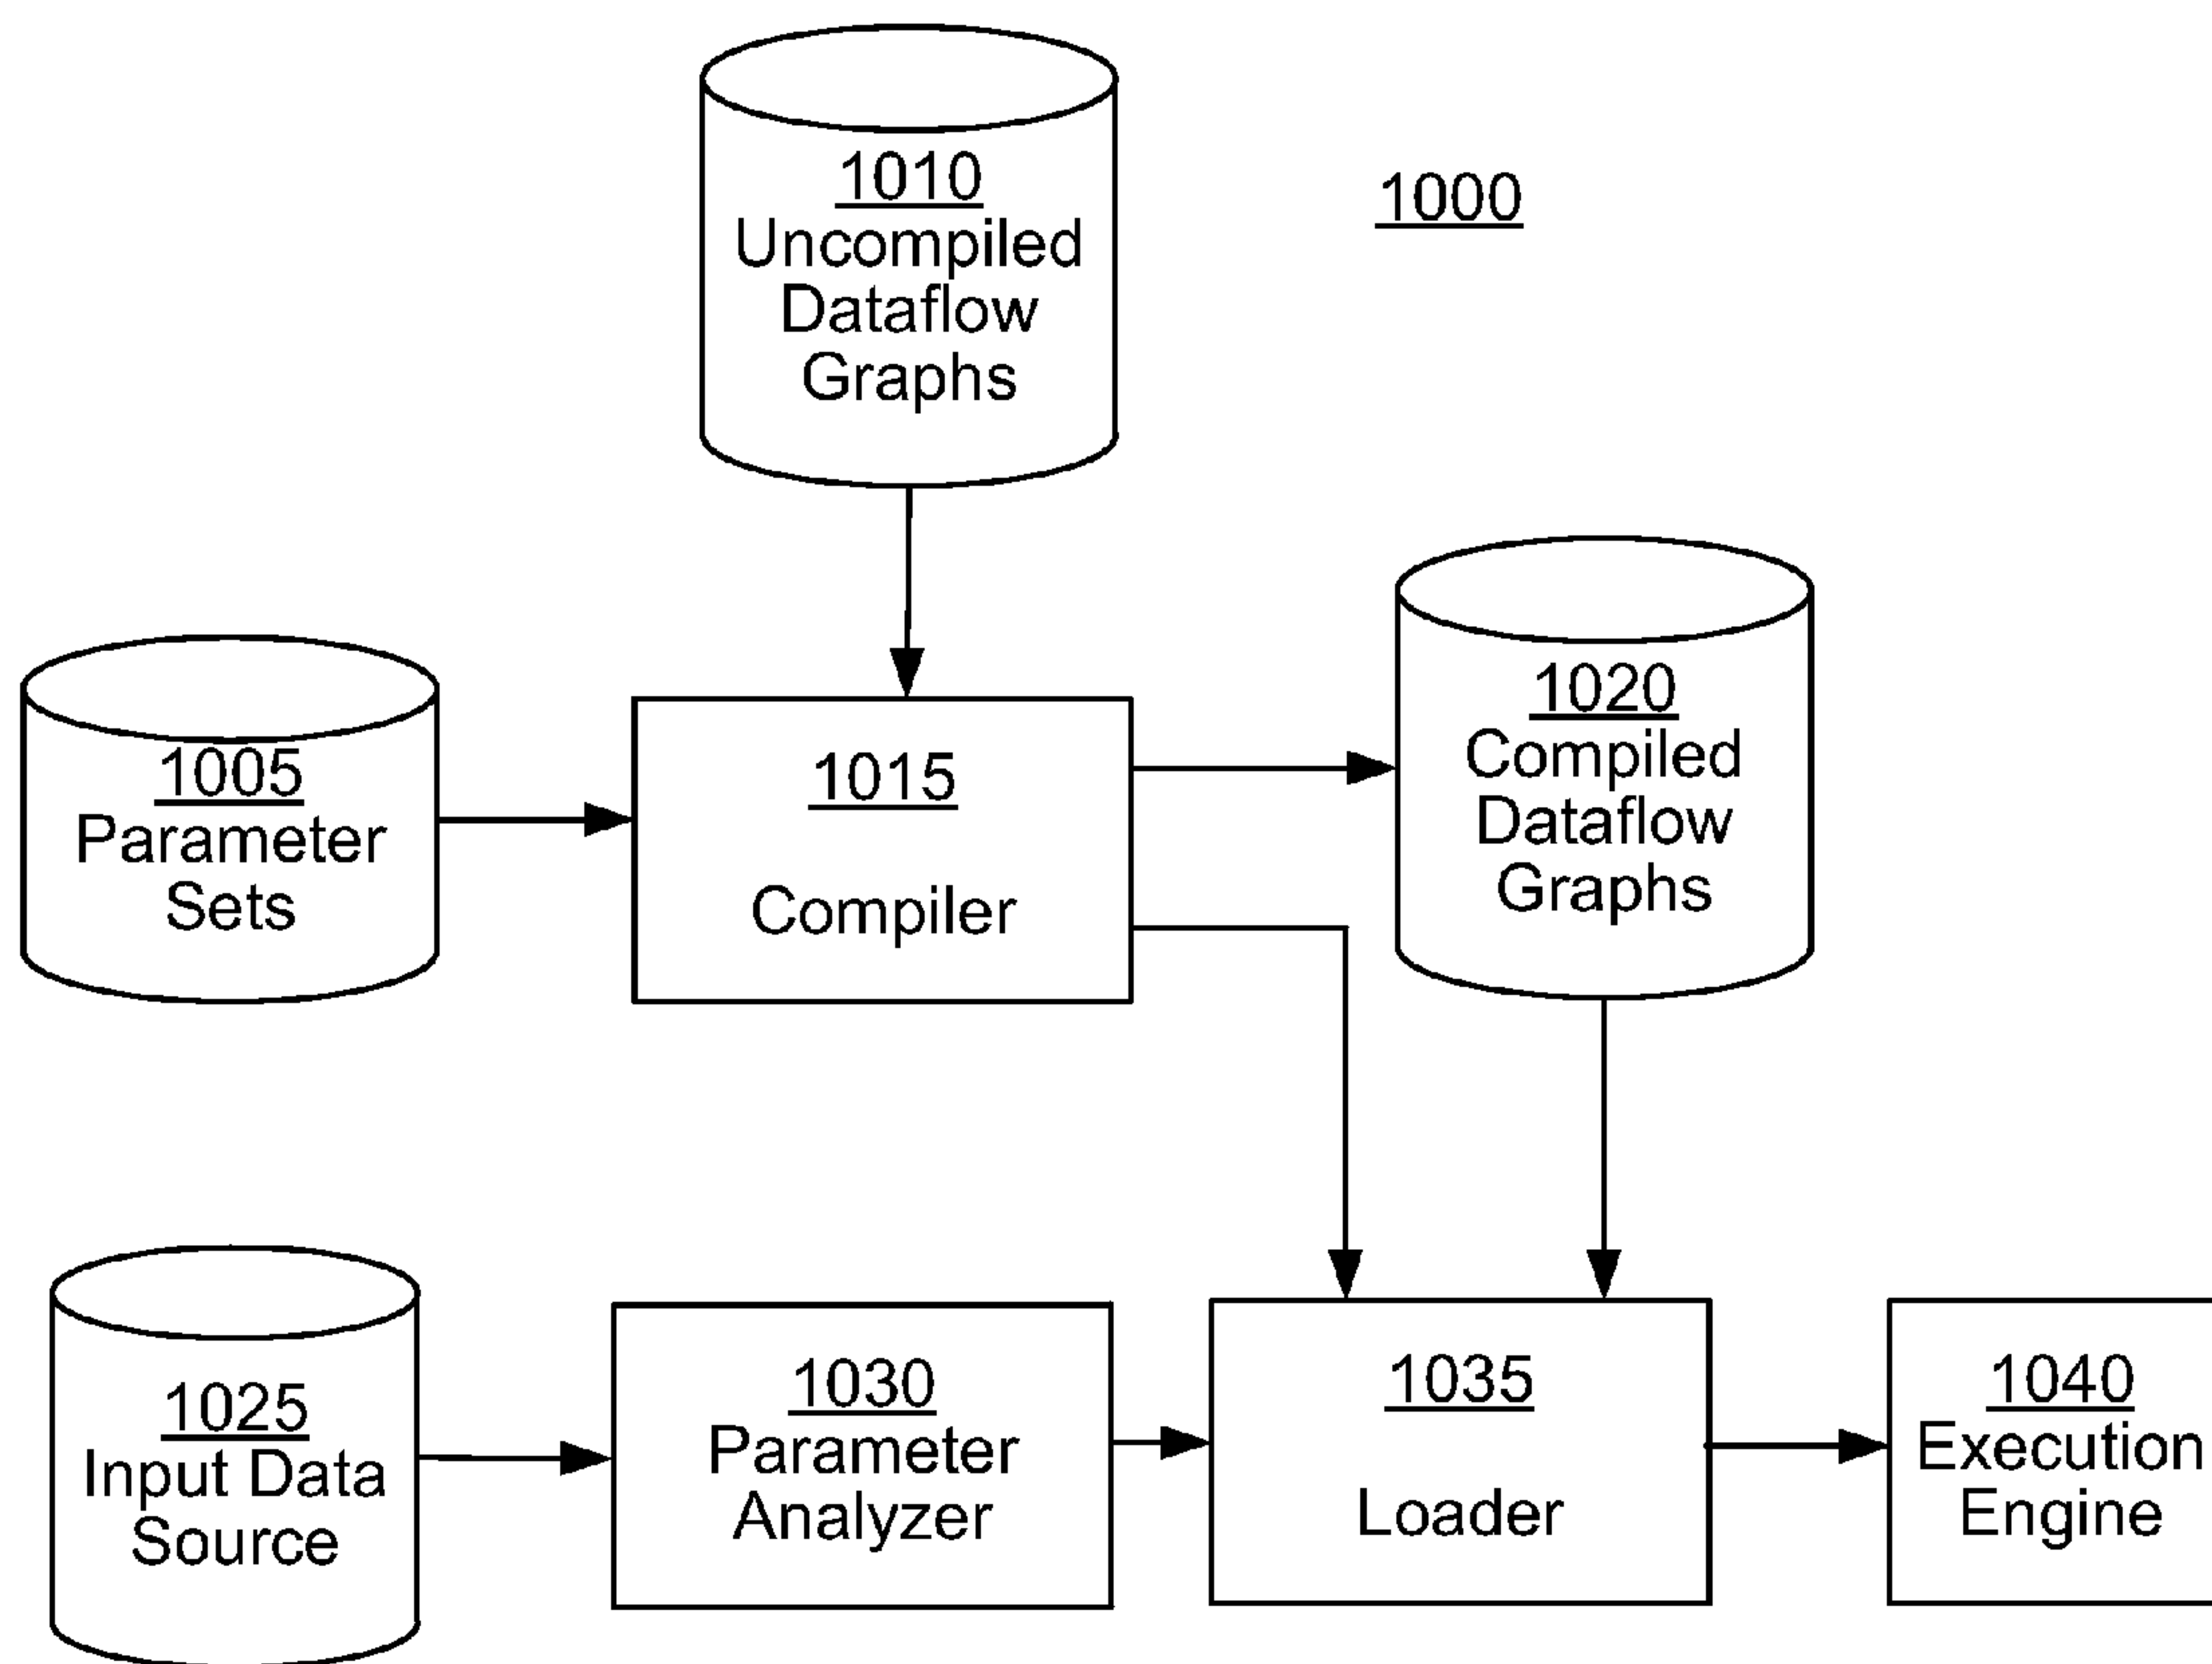 1010
Uncompiled
Dataflow
Graphs
1000
1005
Parameter
Sets
1015
Compiler
1020
Compiled
Dataflow
Graphs
1025
Input Data
Source
1030
Parameter
Analyzer
1035
Loader
1040
Execution
Engine